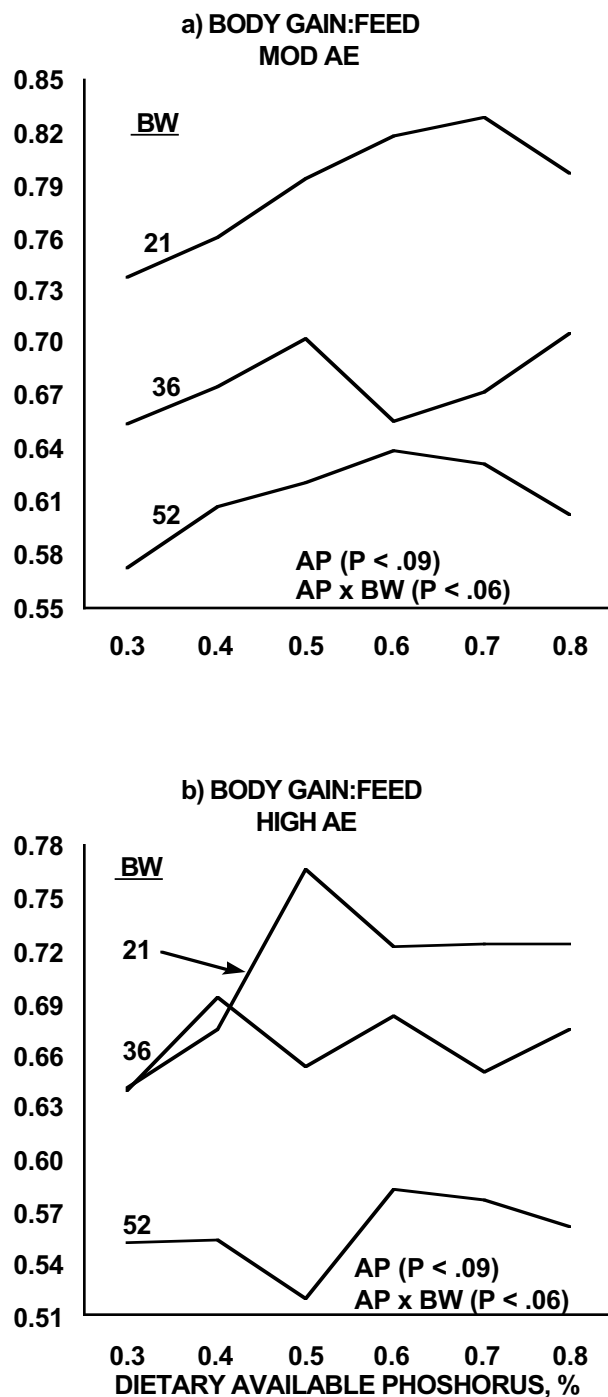 a) BODY GAIN:FEED
MOD AE
0.85
BW
0.82
0.79
0.76
21
0.73
0.70
36
0.67
0.64
52
0.61
0.58
AP (P < .09)
AP x BW (P < .06)
0.55
0.3 0.4 0.5 0.6 0.7 0.8
b) BODY GAIN:FEED
HIGH AE
0.78
BW
0.75
0.72
21
0.69
36
0.66
0.63
0.60
0.57
52
0.54
AP (P < .09)
AP x BW (P < .06)
0.51
0.3 0.4 0.5 0.6 0.7 0.8
DIETARY AVAILABLE PHOSHORUS, %